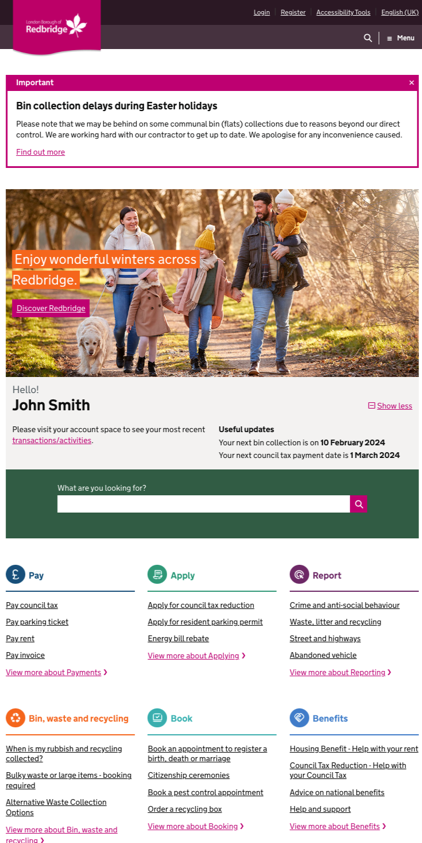 Login
Register
Accessibility Tools
English (UK)
London Borough of
Redbridge
Menu
Important
Bin collection delays during Easter holidays
Please note that we may be behind on some communal bin (flats) collections due to reasons beyond our direct
control. We are working hard with our contractor to get up to date. We apologise for any inconvenience caused.
Find out more
Enjoy wonderful winters across
Redbridge.
Discover Redbridge
Hello!
John Smith
Show less
Please visit your account space to see your most recent
transactions/activities.
Useful updates
Your next bin collection is on 10 February 2024
Your next council tax payment date is 1 March 2024
What are you looking for?
Pay
Pay council tax
Pay parking ticket
Pay rent
Pay invoice
View more about Payments
Apply
Apply for council tax reduction
Apply for resident parking permit
Energy bill rebate
View more about Applying
Report
Crime and anti-social behaviour
Waste, litter and recycling
Street and highways
Abandoned vehicle
View more about Reporting
Bin, waste and recycling
When is my rubbish and recycling
collected?
Bulky waste or large items - booking
required
Alternative Waste Collection
Options
View more about Bin, waste and
recycling
Book
Book an appointment to register a
birth, death or marriage
Citizenship ceremonies
Book a pest control appointment
Order a recycling box
View more about Booking
Benefits
Housing Benefit - Help with your rent
Council Tax Reduction - Help with
your Council Tax
Advice on national benefits
Help and support
View more about Benefits